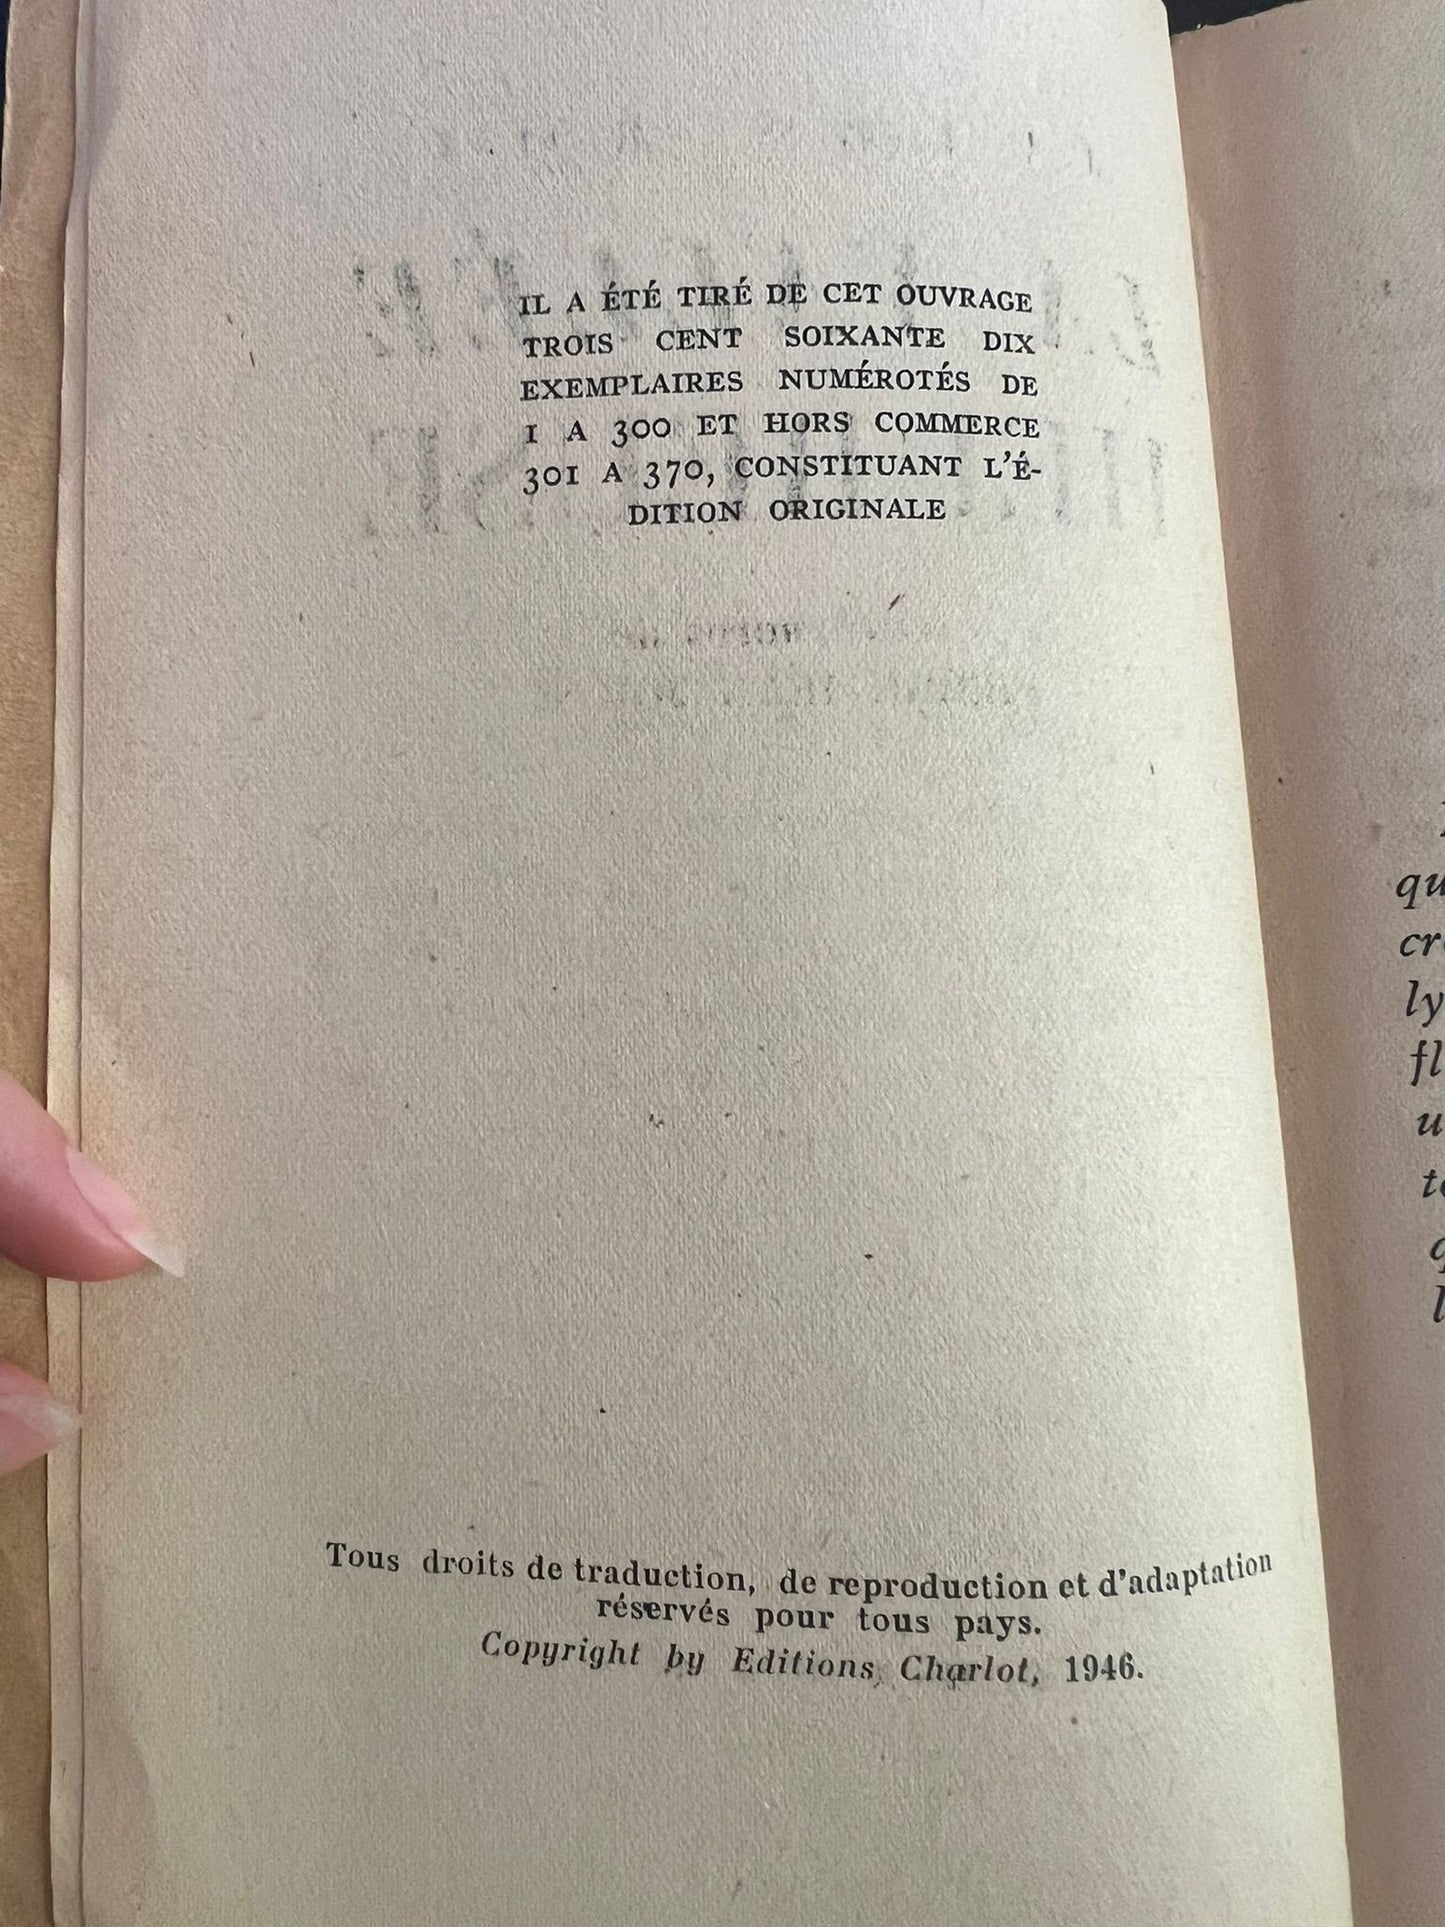 IL A ÉTÉ TIRÉ DE CET OUVRAGE
TROIS CENT SOIXANTE DIX
EXEMPLAIRES NUMÉROTÉS DE
1 A 300 ET HORS COMMERCE
301 A 370, CONSTITUANT L'É-
DITION ORIGINALE
Tous droits de traduction, de reproduction et d'adaptation
réservés pour tous pays.
Copyright by Editions Charlot, 1946.